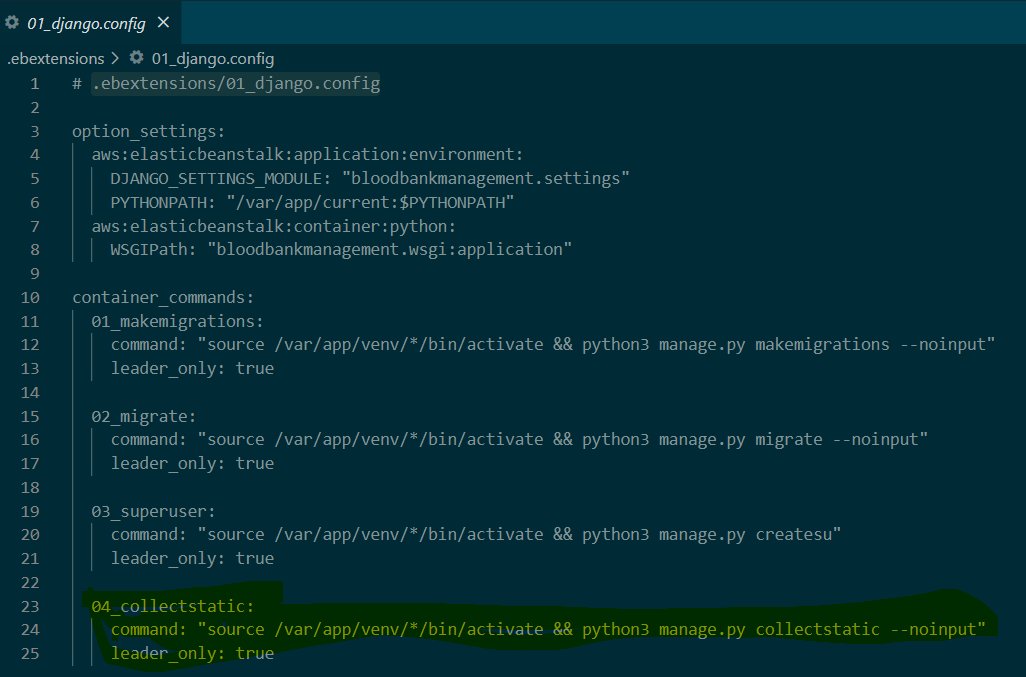 01_django.config ×
.ebextensions > 01_django.config
1 # .ebextensions/01_django.config
2
3 option_settings:
4   aws:elasticbeanstalk:application:environment:
5     DJANGO_SETTINGS_MODULE: "bloodbankmanagement.settings"
6     PYTHONPATH: "/var/app/current:$PYTHONPATH"
7   aws:elasticbeanstalk:container:python:
8     WSGIPath: "bloodbankmanagement.wsgi:application"
9
10 container_commands:
11   01_makemigrations:
12     command: "source /var/app/venv/*/bin/activate && python3 manage.py makemigrations --noinput"
13     leader_only: true
14
15   02_migrate:
16     command: "source /var/app/venv/*/bin/activate && python3 manage.py migrate --noinput"
17     leader_only: true
18
19   03_superuser:
20     command: "source /var/app/venv/*/bin/activate && python3 manage.py createsu"
21     leader_only: true
22
23   04_collectstatic:
24     command: "source /var/app/venv/*/bin/activate && python3 manage.py collectstatic --noinput"
25     leader_only: true